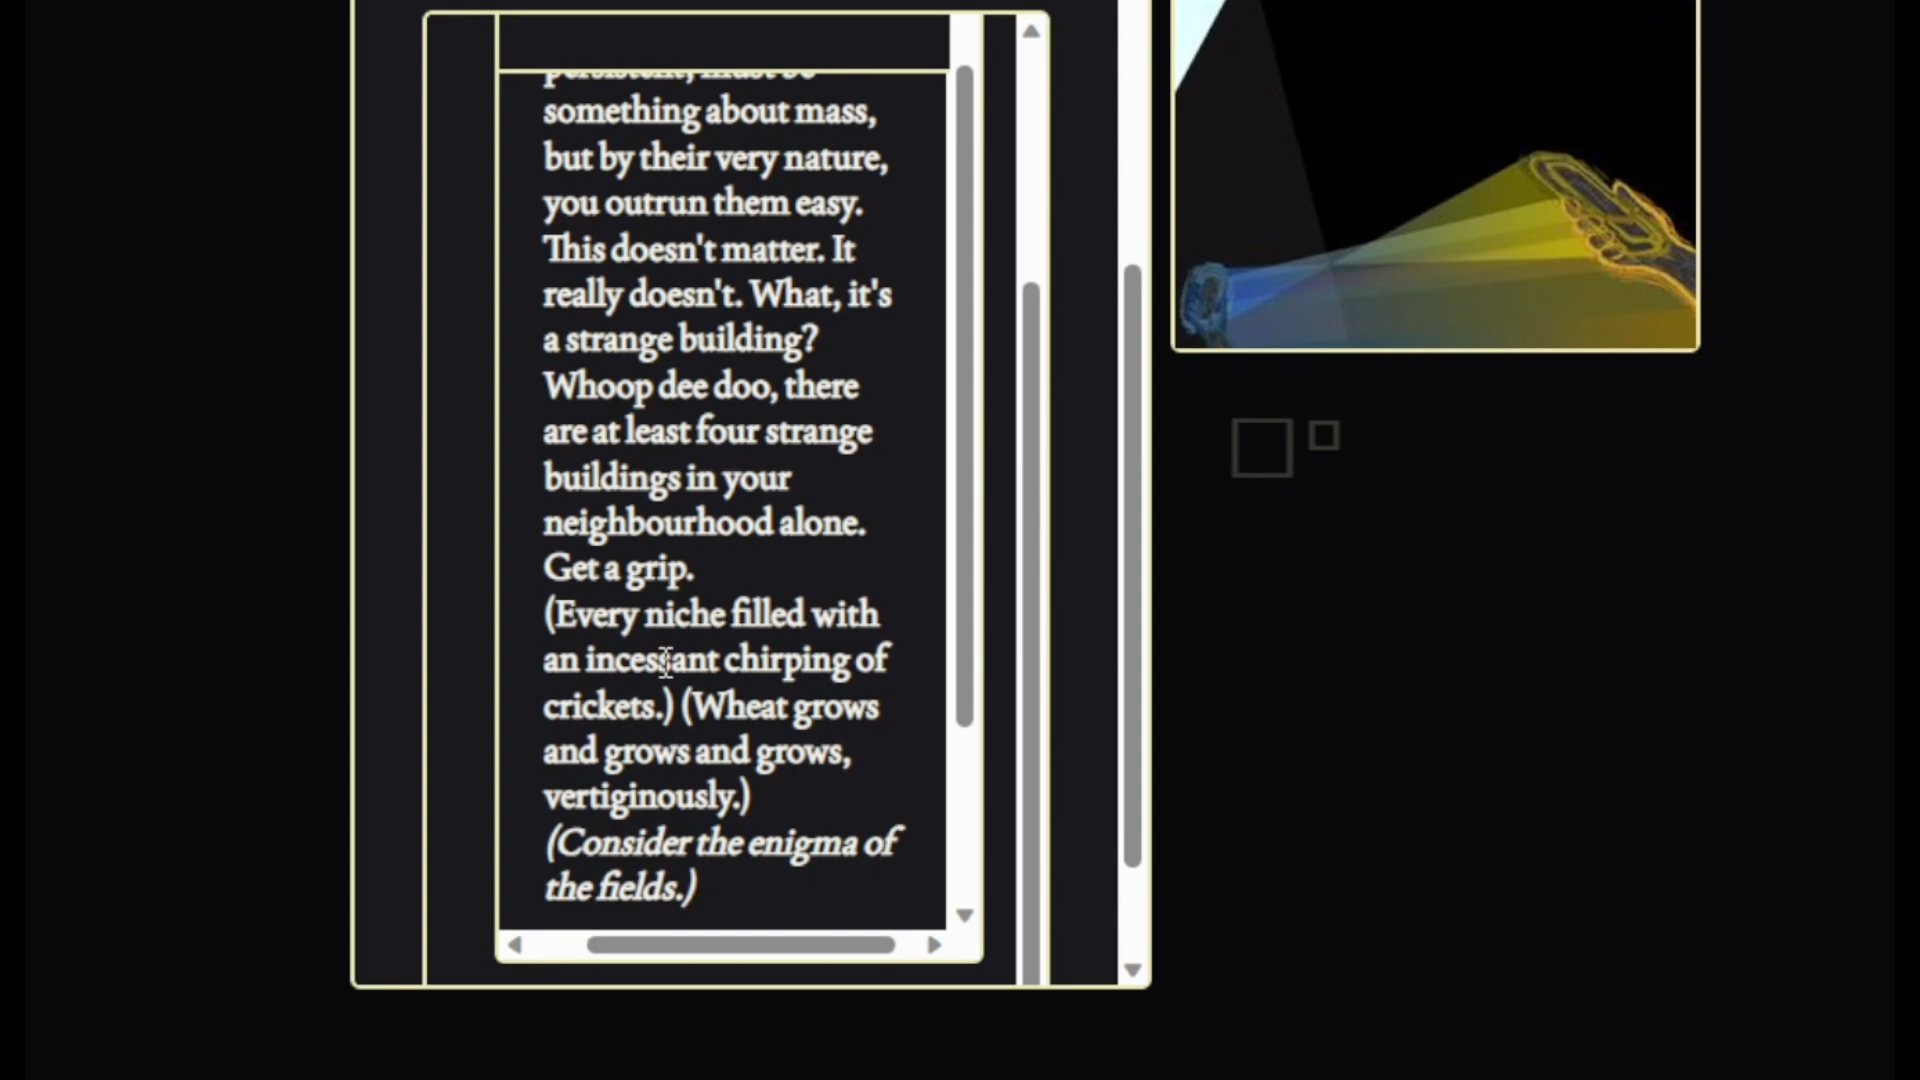 persistent, must be
something about mass,
but by their very nature,
you outrun them easy.
This doesn't matter. It
really doesn't. What, it's
a strange building?
Whoop dee doo, there
are at least four strange
buildings in your
neighbourhood alone.
Get a grip.
(Every niche filled with
an incessant chirping of
crickets.) (Wheat grows
and grows and grows,
vertiginously.)
(Consider the enigma of
the fields.)